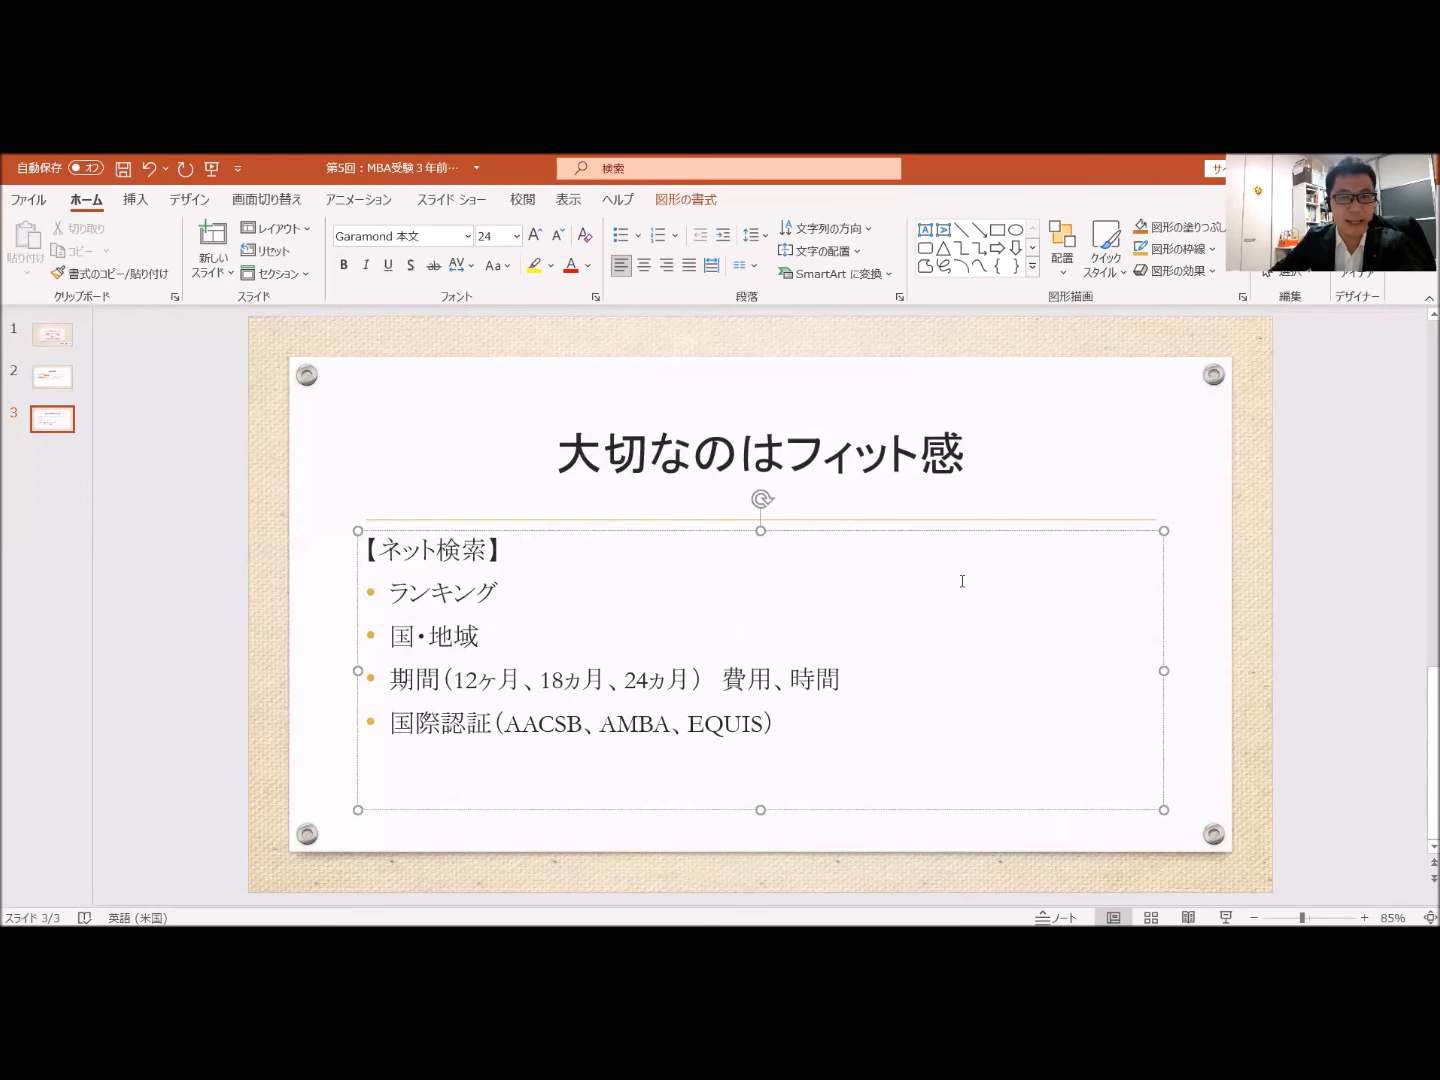 自動保存 オフ 第5回：MBA受験３年前… 検索
ファイル ホーム 挿入 デザイン 画面切り替え アニメーション スライド ショー 校閲 表示 ヘルプ 図形の書式
貼り付け
切り取り
コピー
書式のコピー/貼り付け
クリップボード
新しい
スライド
レイアウト
リセット
セクション
スライド
Garamond 本文 24
フォント
段落
文字列の方向
文字の配置
SmartArt に変換
配置
クイック
スタイル
図形の塗りつぶし
図形の枠線
図形の効果
図形描画
編集
デザイナー
1
2
3
大切なのはフィット感
【ネット検索】
• ランキング
• 国・地域
• 期間（12ヶ月、18ヵ月、24ヵ月） 費用、時間
• 国際認証（AACSB、AMBA、EQUIS）
スライド 3/3 英語 (米国) ノート 85%